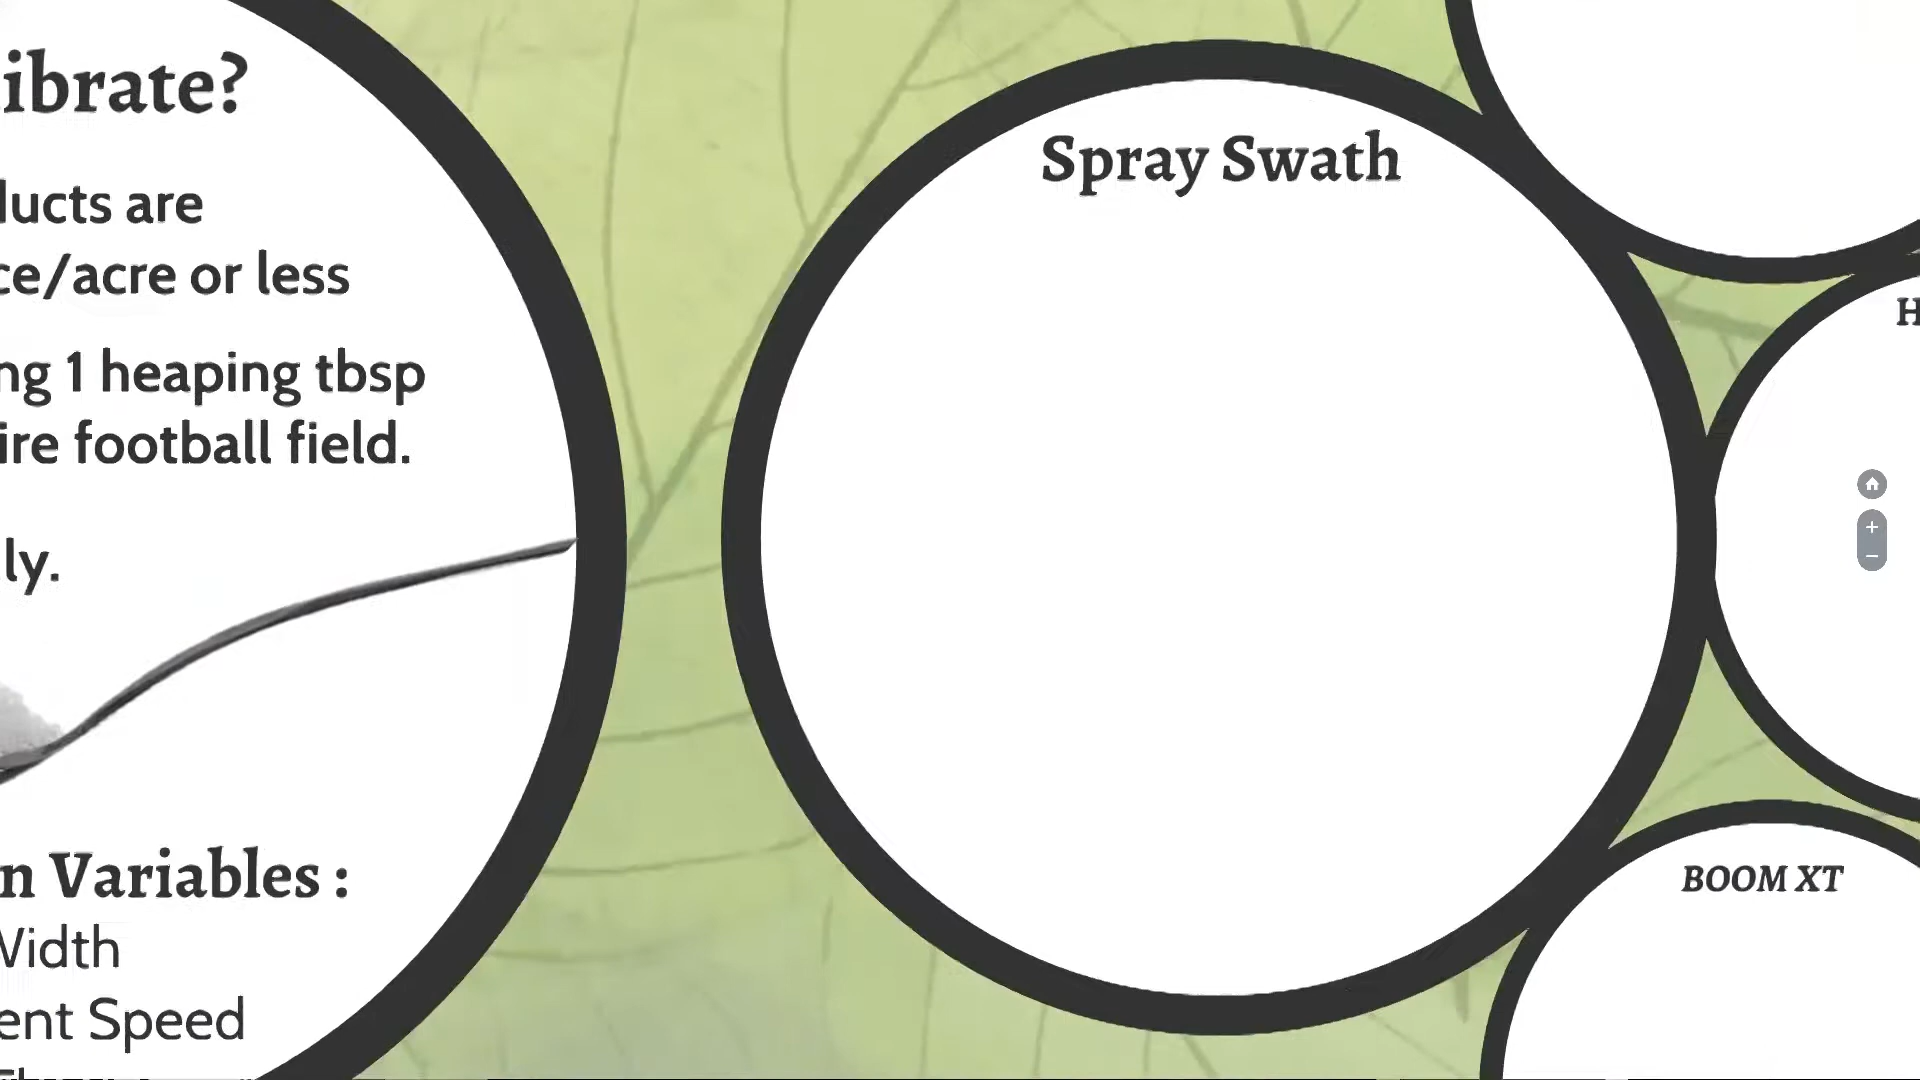 ibrate?
ducts are
ce/acre or less
ng 1 heaping tbsp
ire football field.
ly.
n Variables :
Width
ent Speed
Spray Swath
H
BOOM XT